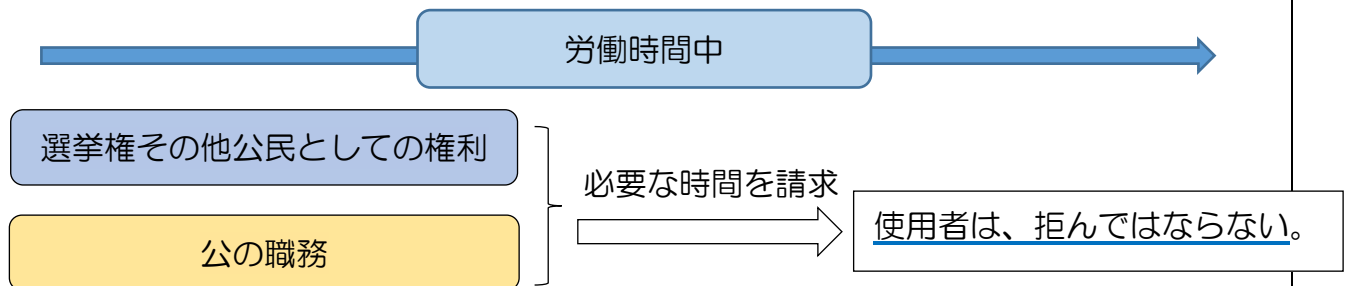 労働時間中
選挙権その他公民としての権利
必要な時間を請求
使用者は、拒んではならない。
公の職務